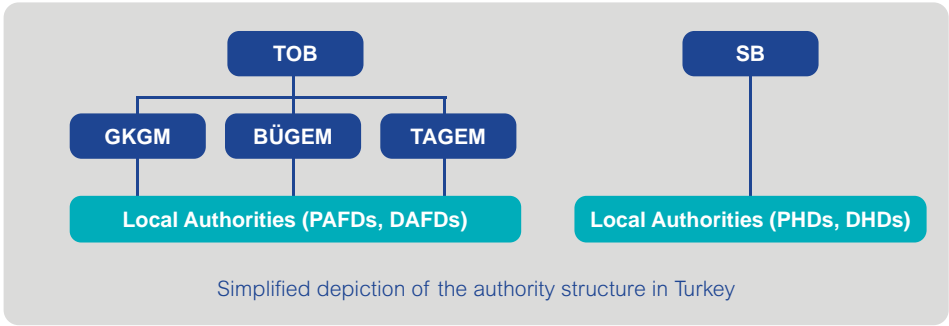 TOB
SB
GKGM
BÜGEM
TAGEM
Local Authorities (PAFDs, DAFDs)
Local Authorities (PHDs, DHDs)
Simplified depiction of the authority structure in Turkey